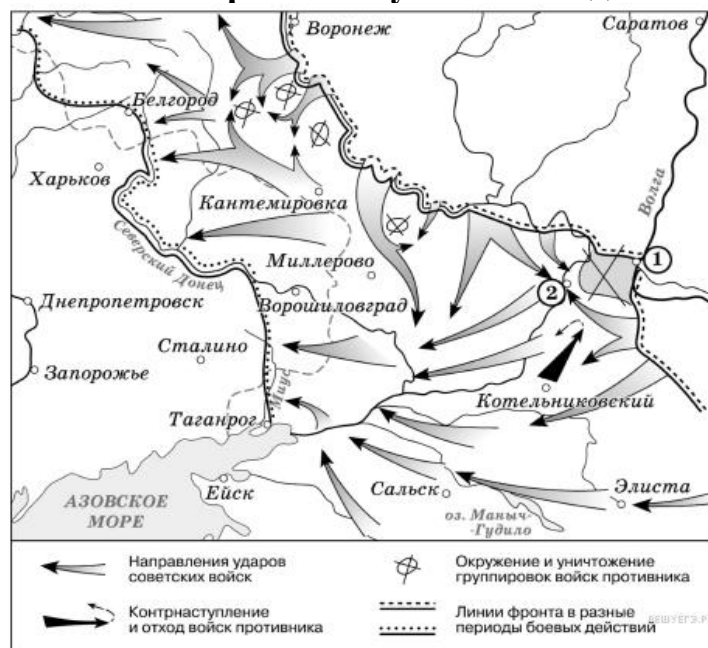 Воронеж
Саратов
Белгород
Волга
Харьков
Кантемировка
Северский Донец
Миллерово
1
2
Днепропетровск
Ворошиловград
Сталино
Запорожье
Миус
Котельниковский
Таганрог
Элиста
Ейск
Сальск
АЗОВСКОЕ
МОРЕ
оз. Маныч-
-Гудило
Направления ударов
советских войск
Окружение и уничтожение
группировок войск противника
Контрнаступление
и отход войск противника
Линии фронта в разные
периоды боевых действий